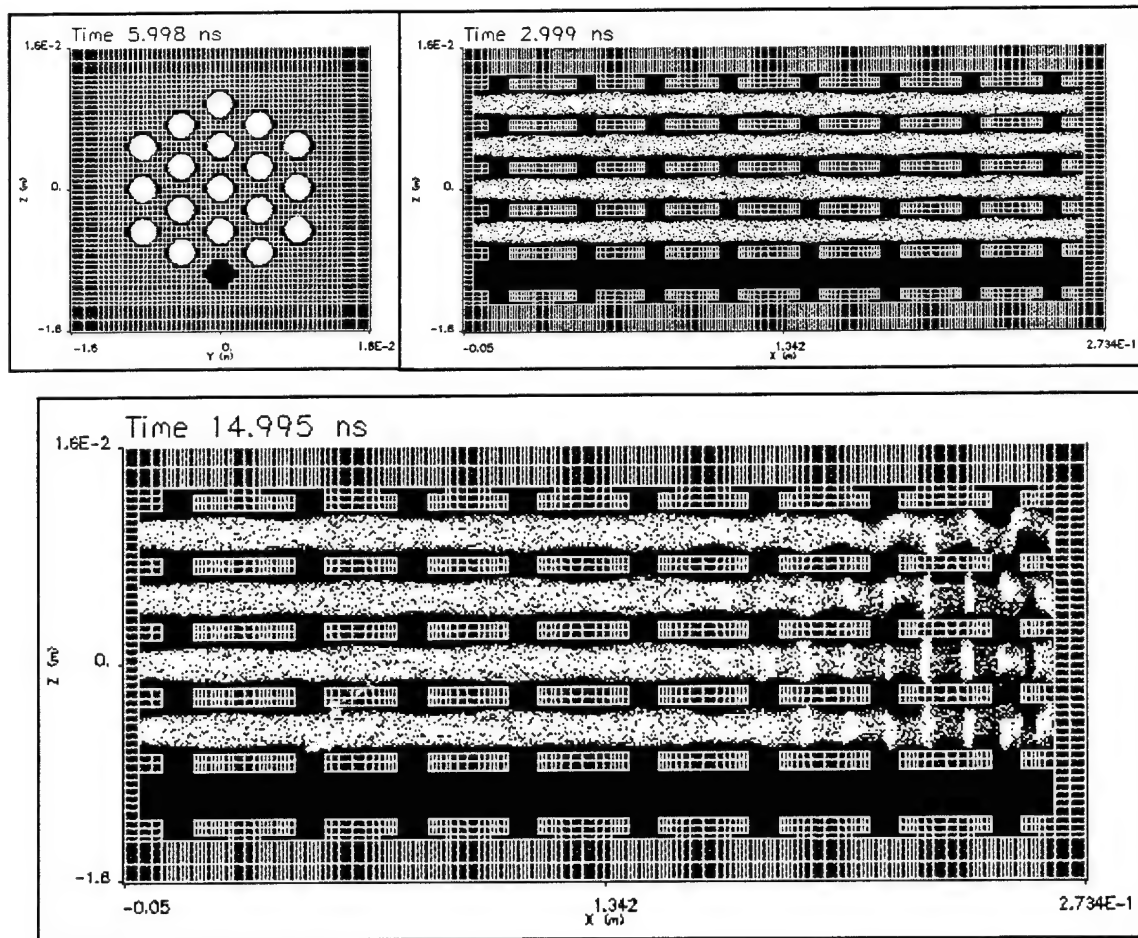 Time 5.998 ns
1.6E-2
Z (m)
0.
-1.6
-1.6
0.
1.6E-2
Y (m)
Time 2.999 ns
1.6E-2
Z (m)
0.
-1.6
-0.05
1.342
2.734E-1
X (m)
Time 14.995 ns
1.6E-2
Z (m)
0.
-1.6
-0.05
1.342
2.734E-1
X (m)